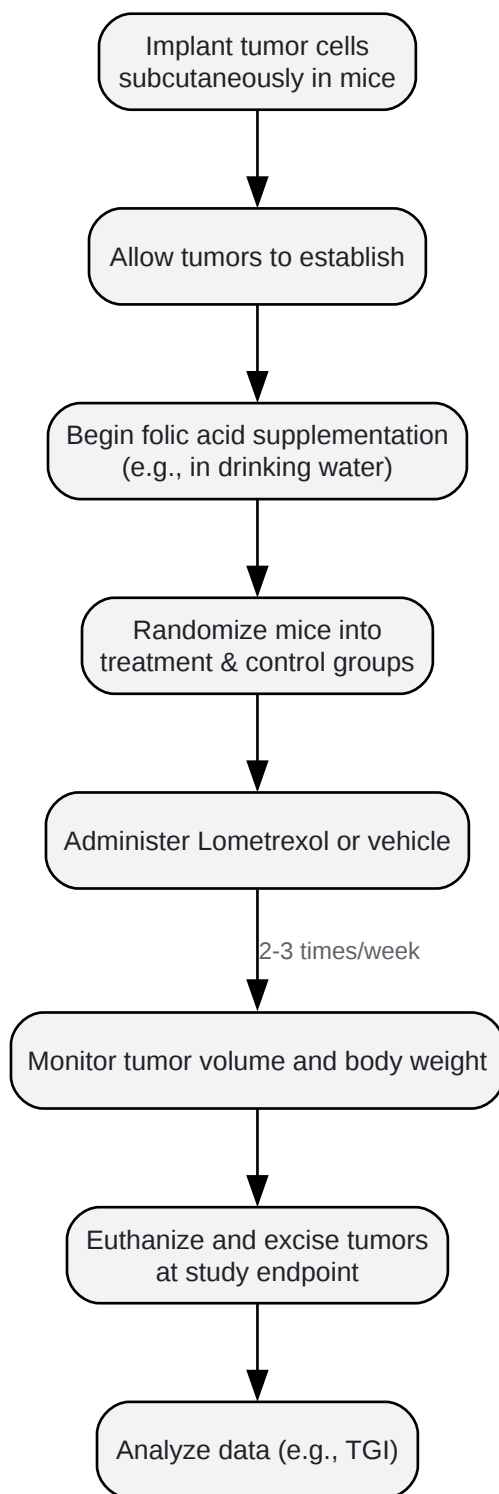 Implant tumor cells
subcutaneously in mice
Allow tumors to establish
Begin folic acid supplementation
(e.g., in drinking water)
Randomize mice into
treatment & control groups
Administer Lometrexol or vehicle
2-3 times/week
Monitor tumor volume and body weight
Euthanize and excise tumors
at study endpoint
Analyze data (e.g., TGI)